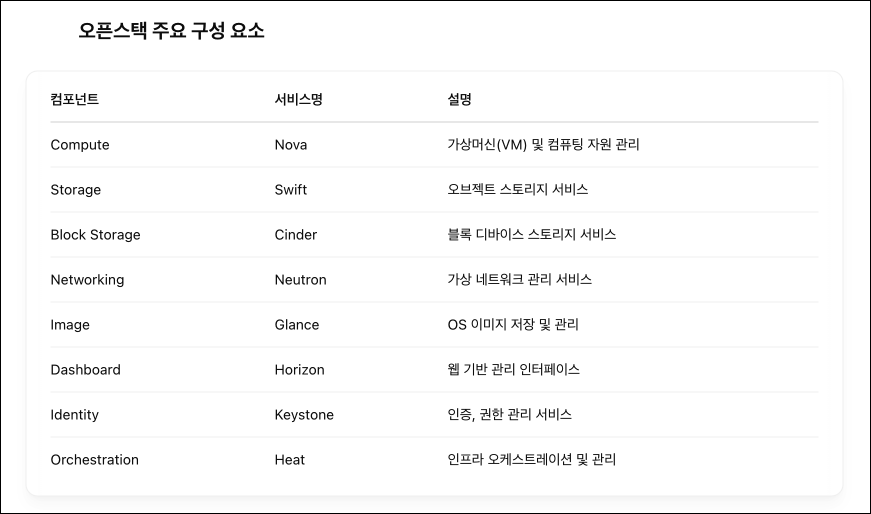 오픈스택 주요 구성 요소
컴포넌트 서비스명 설명
Compute Nova 가상머신(VM) 및 컴퓨팅 자원 관리
Storage Swift 오브젝트 스토리지 서비스
Block Storage Cinder 블록 디바이스 스토리지 서비스
Networking Neutron 가상 네트워크 관리 서비스
Image Glance OS 이미지 저장 및 관리
Dashboard Horizon 웹 기반 관리 인터페이스
Identity Keystone 인증, 권한 관리 서비스
Orchestration Heat 인프라 오케스트레이션 및 관리